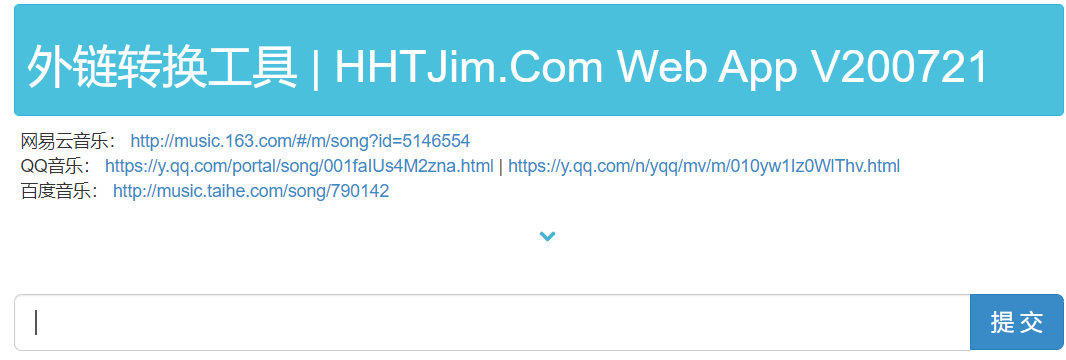 外链转换工具 | HHTJim.Com Web App V200721
网易云音乐： http://music.163.com/#/m/song?id=5146554
QQ音乐： https://y.qq.com/portal/song/001faIUs4M2zna.html | https://y.qq.com/n/yqq/mv/m/010yw1lz0WlThv.html
百度音乐： http://music.taihe.com/song/790142
提 交